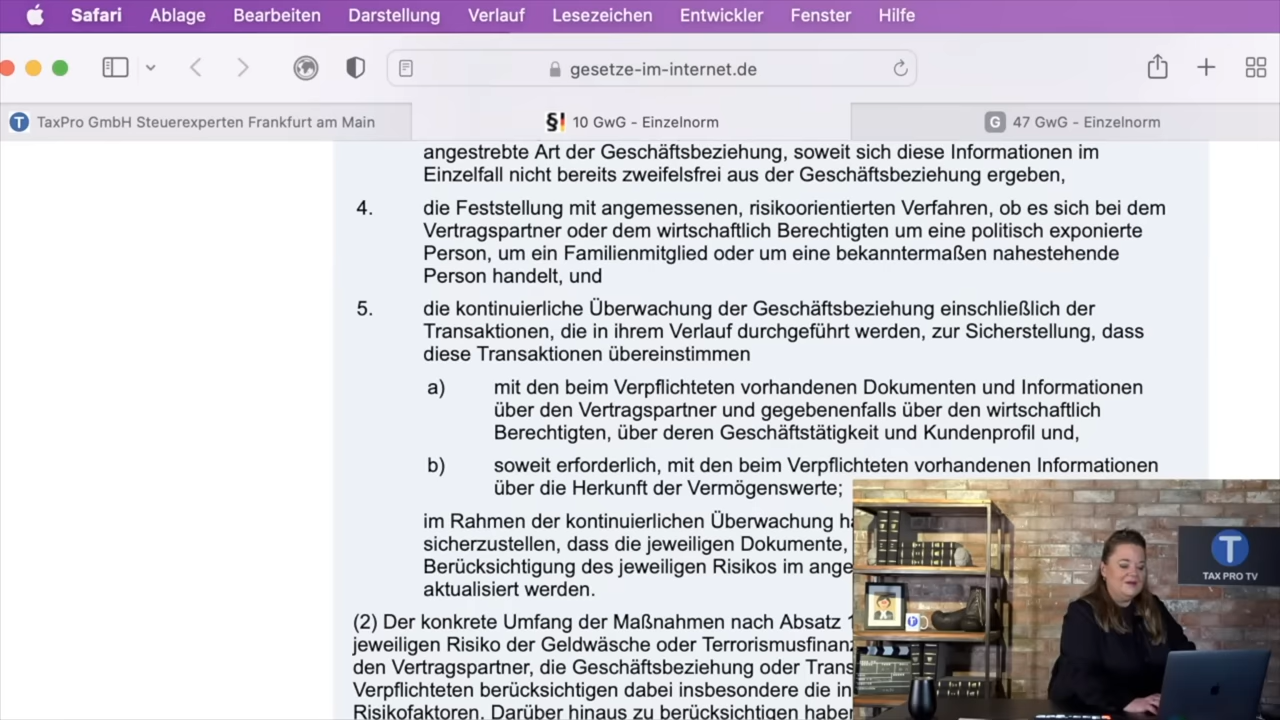 Safari Ablage Bearbeiten Darstellung Verlauf Lesezeichen Entwickler Fenster Hilfe
gesetze-im-internet.de
T TaxPro GmbH Steuerexperten Frankfurt am Main §! 10 GwG - Einzelnorm G 47 GwG - Einzelnorm
angestrebte Art der Geschäftsbeziehung, soweit sich diese Informationen im
Einzelfall nicht bereits zweifelsfrei aus der Geschäftsbeziehung ergeben,
4. die Feststellung mit angemessenen, risikoorientierten Verfahren, ob es sich bei dem
Vertragspartner oder dem wirtschaftlich Berechtigten um eine politisch exponierte
Person, um ein Familienmitglied oder um eine bekanntermaßen nahestehende
Person handelt, und
5. die kontinuierliche Überwachung der Geschäftsbeziehung einschließlich der
Transaktionen, die in ihrem Verlauf durchgeführt werden, zur Sicherstellung, dass
diese Transaktionen übereinstimmen
a) mit den beim Verpflichteten vorhandenen Dokumenten und Informationen
über den Vertragspartner und gegebenenfalls über den wirtschaftlich
Berechtigten, über deren Geschäftstätigkeit und Kundenprofil und,
b) soweit erforderlich, mit den beim Verpflichteten vorhandenen Informationen
über die Herkunft der Vermögenswerte;
im Rahmen der kontinuierlichen Überwachung
sicherzustellen, dass die jeweiligen Dokumente,
Berücksichtigung des jeweiligen Risikos im ange
aktualisiert werden.
(2) Der konkrete Umfang der Maßnahmen nach Absatz
jeweiligen Risiko der Geldwäsche oder Terrorismusfinanz
den Vertragspartner, die Geschäftsbeziehung oder Trans
Verpflichteten berücksichtigen dabei insbesondere die in
Risikofaktoren. Darüber hinaus zu berücksichtigen haben
T
TAX PRO TV